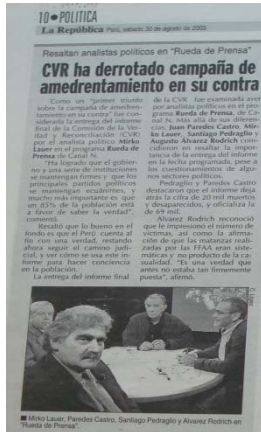 10 • POLITICA
La República Perú, sábado 30 de agosto de 2003
Resaltan analistas políticos en "Rueda de Prensa"
CVR ha derrotado campaña de
amedrentamiento en su contra
Como un "primer triunfo
sobre la campaña de amedren-
tamiento en su contra" fue con-
siderada la entrega del informe
final de la Comisión de la Ver-
dad y Reconciliación (CVR)
por el analista político Mirko
Lauer en el programa Rueda de
Prensa de Canal N.
"Ha logrado que el gobier-
no y una serie de instituciones
se mantengan firmes y que los
principales partidos políticos
se mantengan ecuánimes, y
mucho más importante es que
un 65% de la población está
a favor de saber la verdad",
comentó.
Resaltó que lo bueno en el
fondo es que el Perú cuenta al
fin con una verdad, restando
ahora seguir el camino judi-
cial, y ver cómo se usa este in-
forme para hacer conciencia
en la población.
La entrega del informe final
de la CVR fue examinada ayer
por analistas políticos en el pro-
grama Rueda de Prensa, de Ca-
nal N. Más allá de sus diferen-
cias, Juan Paredes Castro, Mir-
ko Lauer, Santiago Pedraglio y
Augusto Álvarez Rodrich coin-
cidieron en resaltar la impor-
tancia de la entrega del informe
en la fecha programada, pese a
los cuestionamientos de algu-
nos sectores políticos.
Pedraglio y Paredes Castro
destacaron que el informe deja
atrás la cifra de 20 mil muertos
y desaparecidos, y oficializa la
de 69 mil.
Alvarez Rodrich reconoció
que le impresionó el número de
víctimas, así como la afirma-
ción de que las matanzas reali-
zadas por las FFAA eran siste-
máticas y no producto de la ca-
sualidad. "Es una verdad que
antes no estaba tan firmemente
puesta", afirmó.
■ Mirko Lauer, Paredes Castro, Santiago Pedraglio y Alvarez Rodrich en
"Rueda de Prensa".